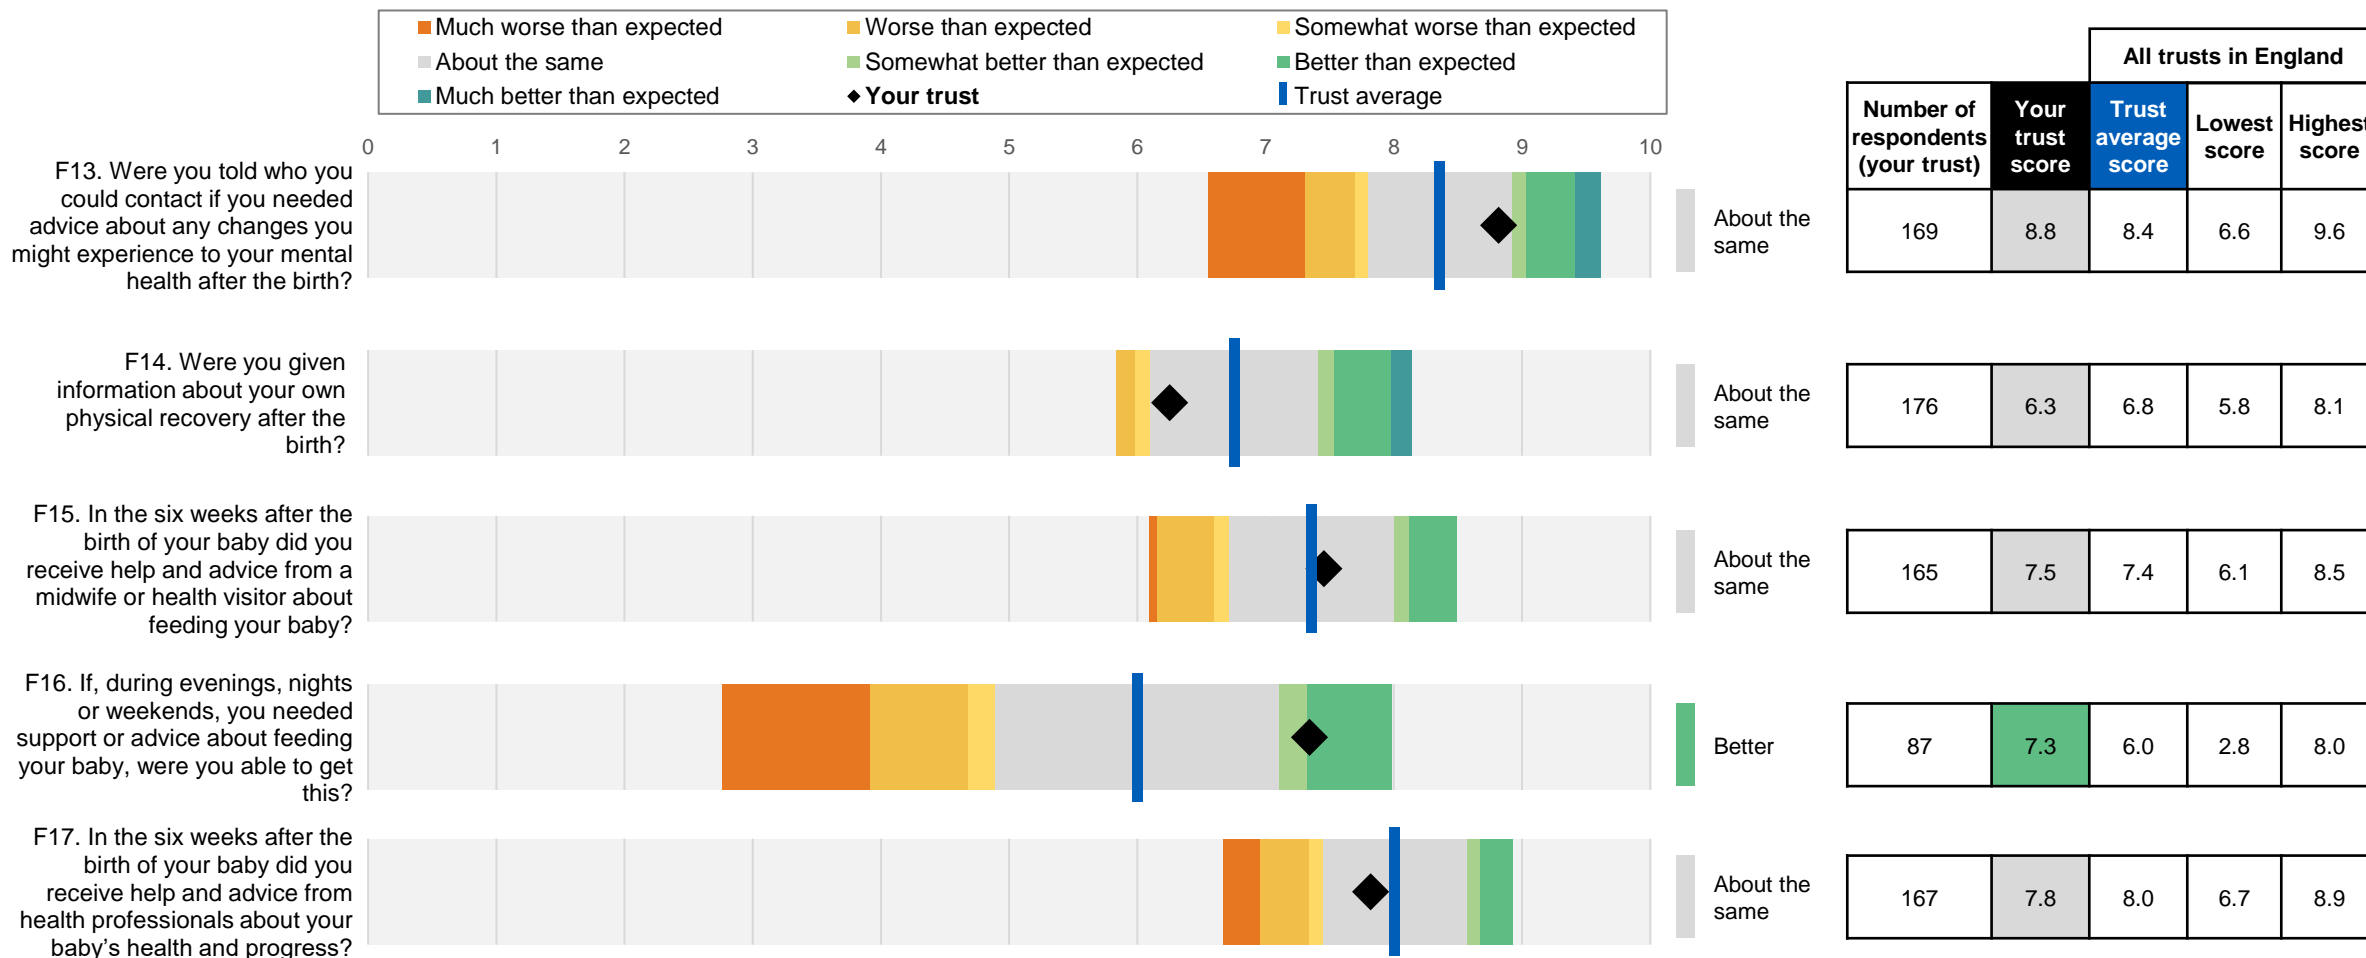 Much worse than expected
Worse than expected
Somewhat worse than expected
About the same
Somewhat better than expected
Better than expected
Much better than expected
Your trust
Trust average
All trusts in England
Number of
respondents
(your trust)
Your
trust
score
Trust
average
score
Lowest
score
Highest
score
0 1 2 3 4 5 6 7 8 9 10
F13. Were you told who you
could contact if you needed
advice about any changes you
might experience to your mental
health after the birth?
About the
same
169 8.8 8.4 6.6 9.6
F14. Were you given
information about your own
physical recovery after the
birth?
About the
same
176 6.3 6.8 5.8 8.1
F15. In the six weeks after the
birth of your baby did you
receive help and advice from a
midwife or health visitor about
feeding your baby?
About the
same
165 7.5 7.4 6.1 8.5
F16. If, during evenings, nights
or weekends, you needed
support or advice about feeding
your baby, were you able to get
this?
Better
87 7.3 6.0 2.8 8.0
F17. In the six weeks after the
birth of your baby did you
receive help and advice from
health professionals about your
baby's health and progress?
About the
same
167 7.8 8.0 6.7 8.9